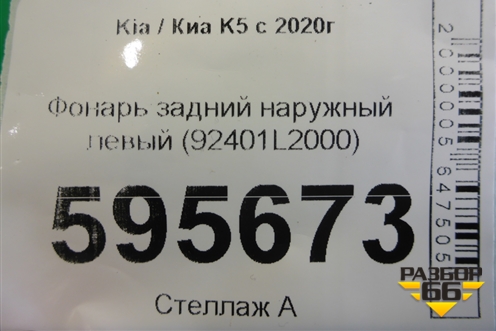 Kia / Киа K5 с 2020г
Фонарь задний наружный
левый (92401L2000)
595673
Стеллаж А
2000005647505
РАЗБОР
66